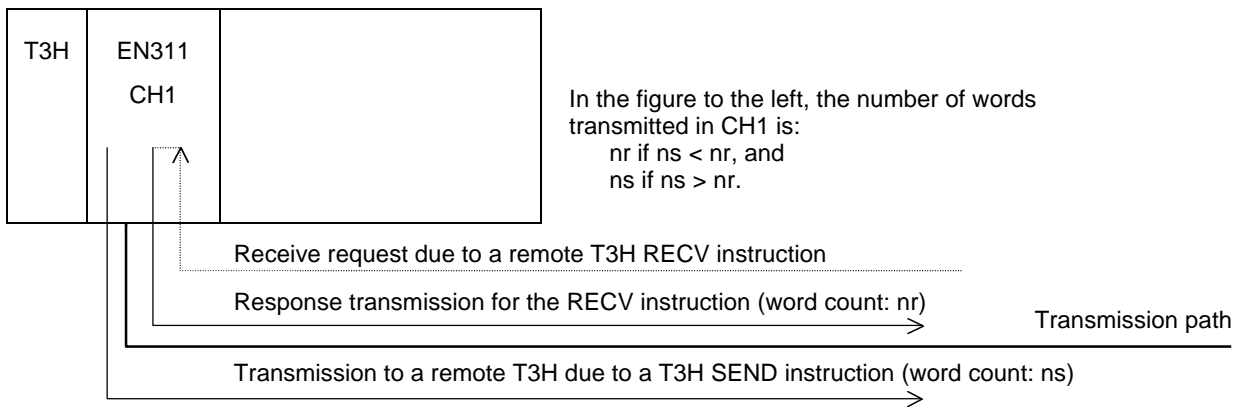 T3H
EN311
CH1
In the figure to the left, the number of words
transmitted in CH1 is:
nr if ns < nr, and
ns if ns > nr.
Receive request due to a remote T3H RECV instruction
Response transmission for the RECV instruction (word count: nr)
Transmission path
Transmission to a remote T3H due to a T3H SEND instruction (word count: ns)